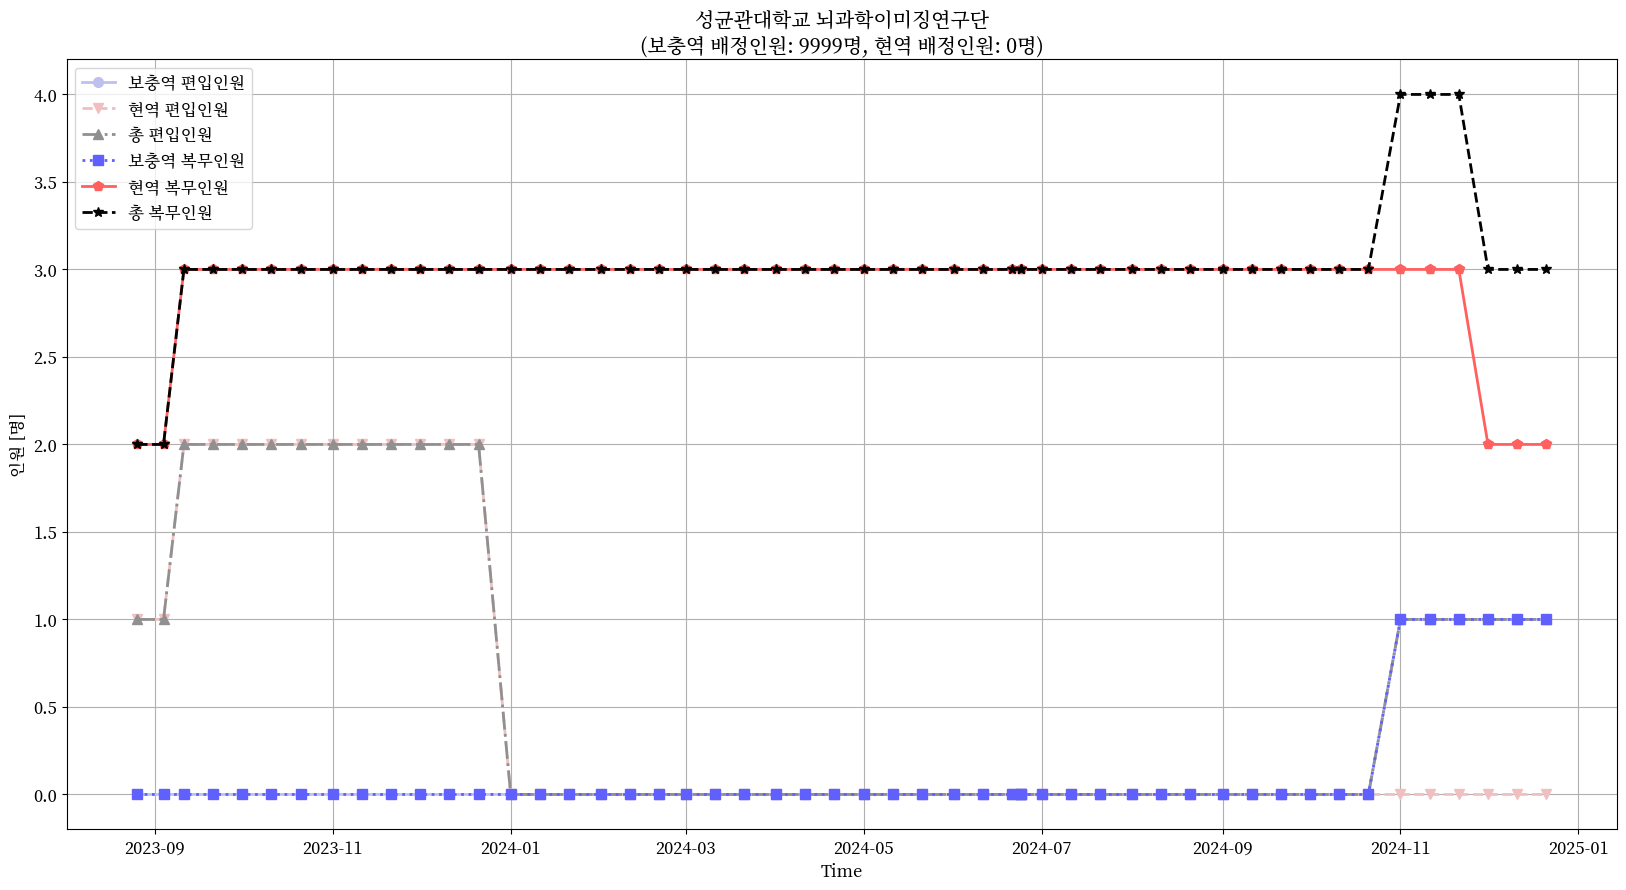 성균관대학교 뇌과학이미징연구단
(보충역 배정인원: 9999명, 현역 배정인원: 0명)
보충역 편입인원
현역 편입인원
총 편입인원
보충역 복무인원
현역 복무인원
총 복무인원
인원 [명]
4.0
3.5
3.0
2.5
2.0
1.5
1.0
0.5
0.0
2023-09 2023-11 2024-01 2024-03 2024-05 2024-07 2024-09 2024-11 2025-01
Time